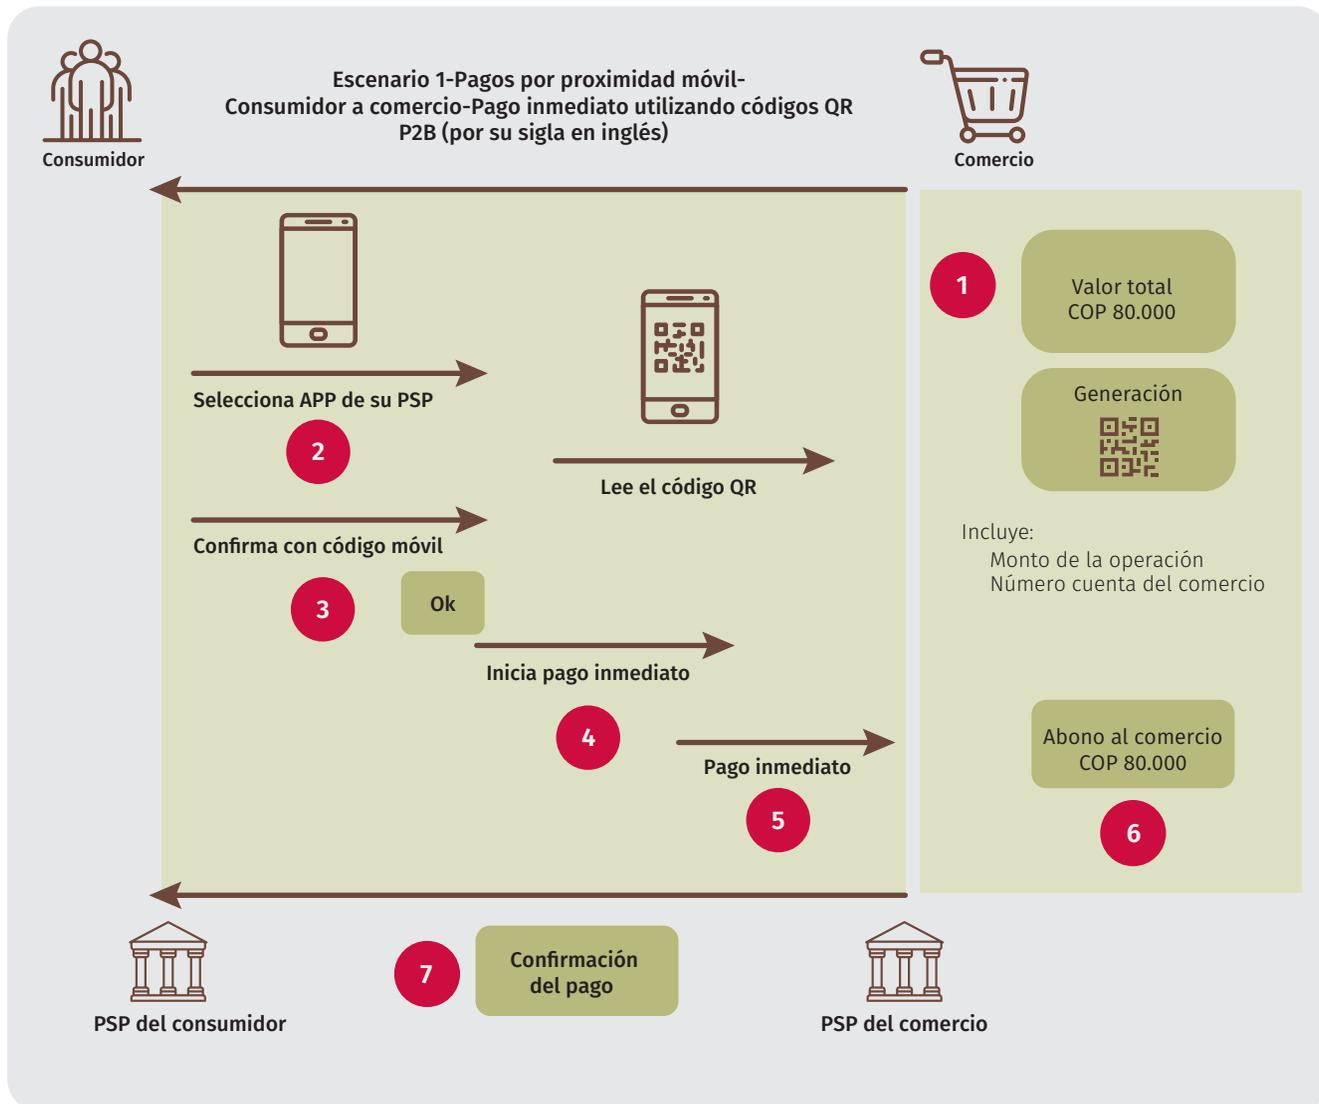 Escenario 1-Pagos por proximidad móvil-
Consumidor a comercio-Pago inmediato utilizando códigos QR
P2B (por su sigla en inglés)
Consumidor
Comercio
1
Valor total
COP 80.000
Generación
Selecciona APP de su PSP
2
Lee el código QR
Incluye:
Monto de la operación
Número cuenta del comercio
Confirma con código móvil
3
Ok
Inicia pago inmediato
4
Pago inmediato
5
Abono al comercio
COP 80.000
6
7
Confirmación
del pago
PSP del consumidor
PSP del comercio